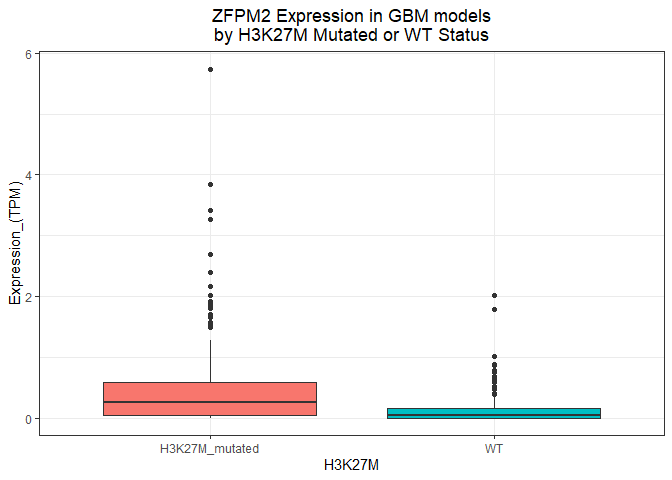 ZFPM2 Expression in GBM models
by H3K27M Mutated or WT Status
6
4
2
0
Expression_(TPM)
H3K27M_mutated
WT
H3K27M